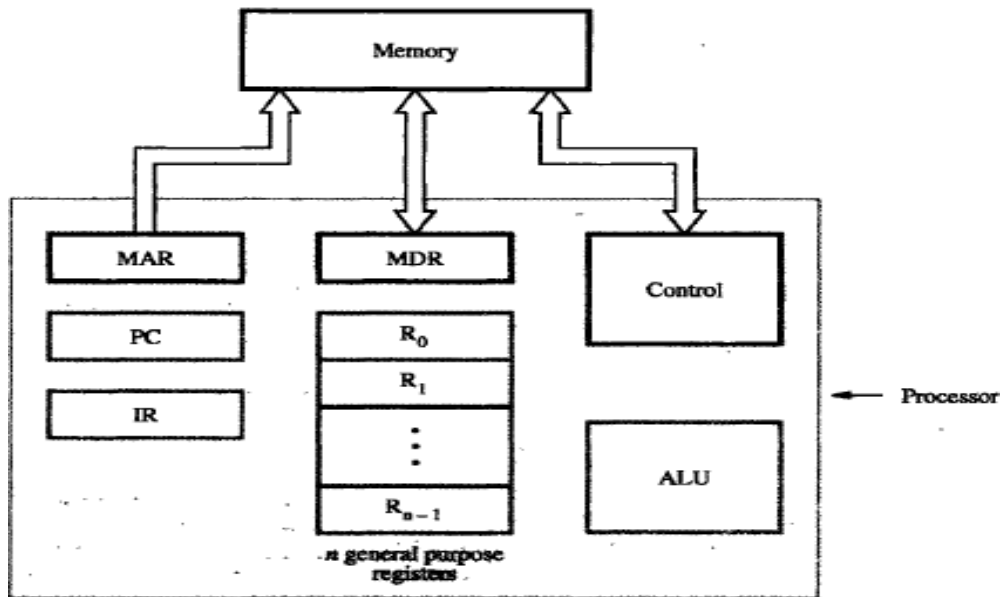 Memory
MAR
MDR
Control
PC
R0
R1
IR
Processor
ALU
Rn-1
n general purpose
registers